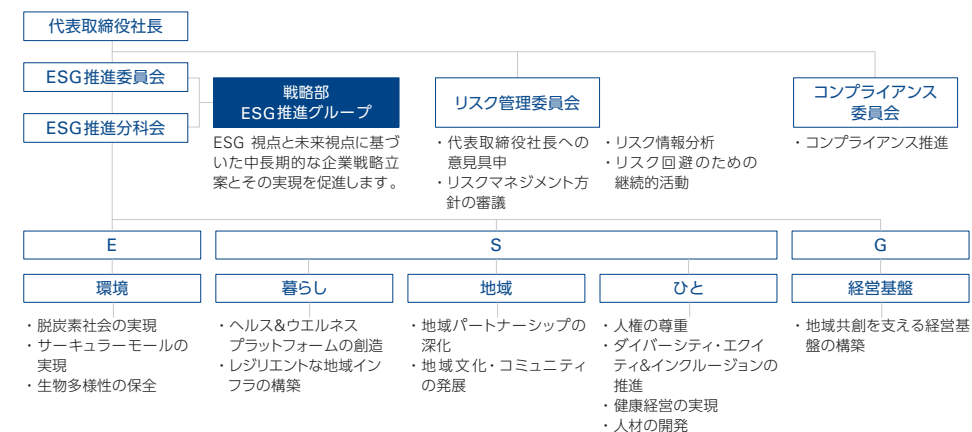 代表取締役社長
ESG推進委員会
ESG推進分科会
戦略部
ESG推進グループ
ESG 視点と未来視点に基づ
いた中長期的な企業戦略立
案とその実現を促進します。
リスク管理委員会
・代表取締役社長への
意見具申
・リスクマネジメント方
針の審議
・リスク情報分析
・リスク回避のための
継続的活動
コンプライアンス
委員会
・コンプライアンス推進
E
S
G
環境
・脱炭素社会の実現
・サーキュラーモールの
実現
・生物多様性の保全
暮らし
・ヘルス&ウエルネス
プラットフォームの創造
・レジリエントな地域イン
フラの構築
地域
・地域パートナーシップの
深化
・地域文化・コミュニティ
の発展
ひと
・人権の尊重
・ダイバーシティ・エクイ
ティ&インクルージョンの
推進
・健康経営の実現
・人材の開発
経営基盤
・地域共創を支える経営基
盤の構築